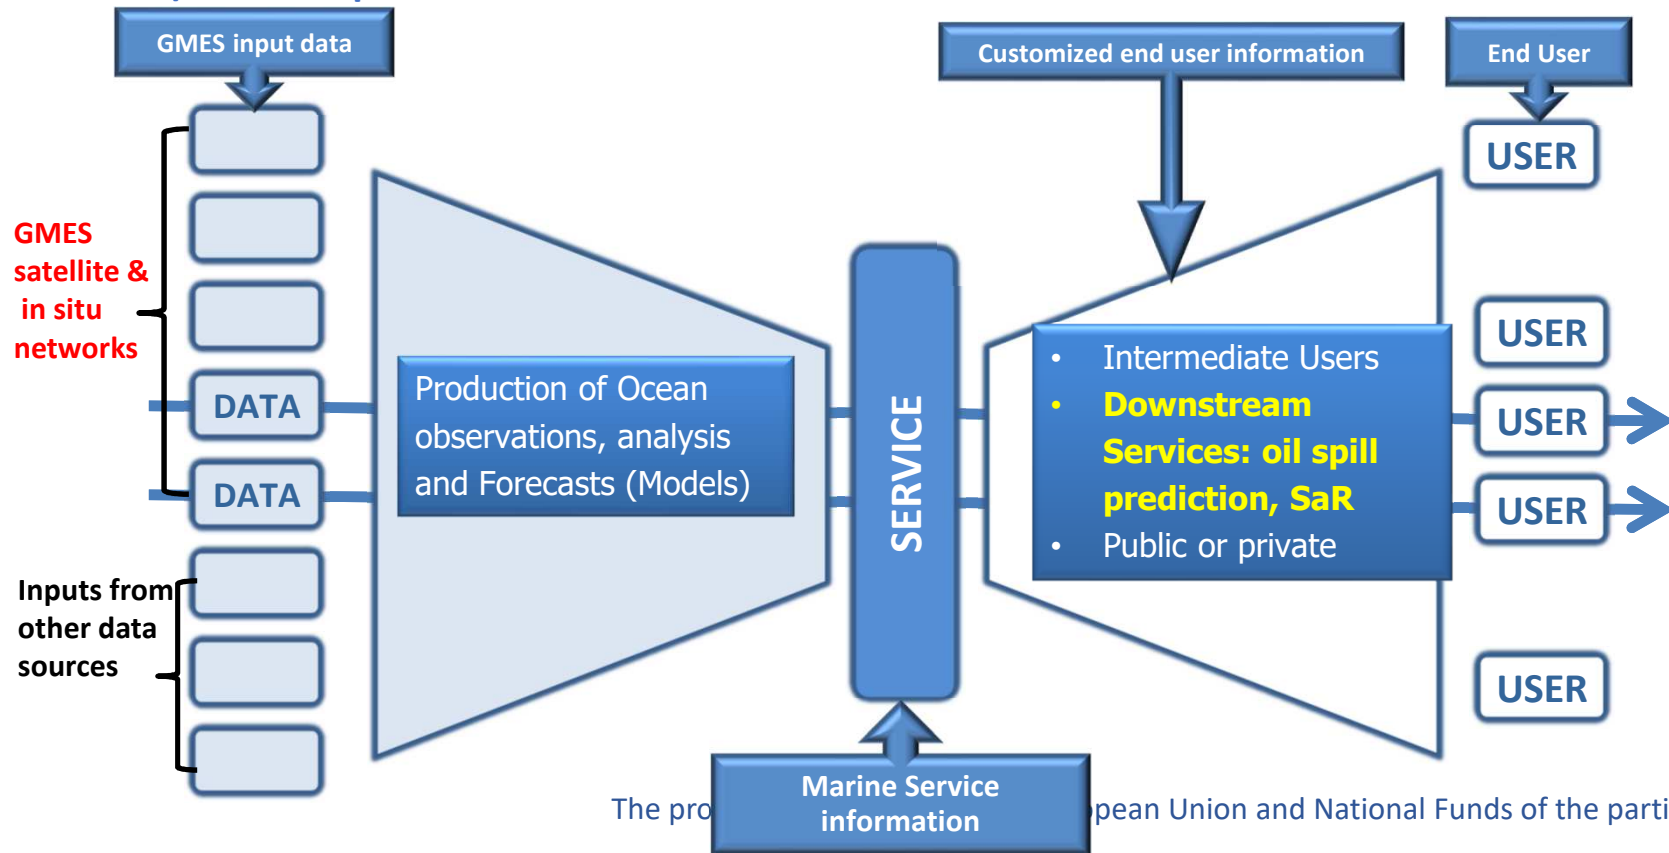 GMES input data
Customized end user information
End User
USER
GMES
satellite &
in situ
networks
DATA
DATA
Inputs from
other data
sources
Production of Ocean
observations, analysis
and Forecasts (Models)
SERVICE
• Intermediate Users
• Downstream
Services: oil spill
prediction, SaR
• Public or private
USER
USER
USER
USER
Marine Service
information
The pro
pean Union and National Funds of the parti